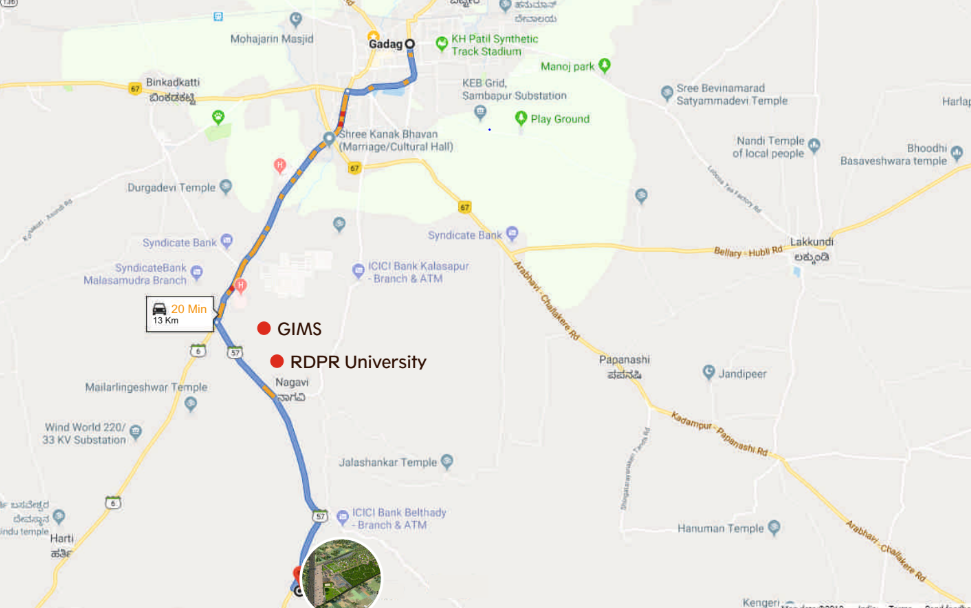 ಹನುಮಾನ್
ದೇವಾಲಯ
Mohajarin Masjid
Gadag
KH Patil Synthetic
Track Stadium
Manoj park
Binkadkatti
ಬಿಂಕದಕಟ್ಟಿ
67
KEB Grid,
Sambapur Substation
Sree Bevinamarad
Satyammadevi Temple
Play Ground
Shree Kanak Bhavan
(Marriage/Cultural Hall)
Nandi Temple
of local people
Bhoodhi
Basaveshwara temple
67
Durgadevi Temple
67
Syndicate Bank
Syndicate Bank
Lakkundi
ಲಕ್ಕುಂಡಿ
Bellary - Hubli Rd
SyndicateBank
Malasamudra Branch
ICICI Bank Kalasapur
- Branch & ATM
Arabhavi - Challakere Rd
20 Min
13 Km
GIMS
6
57
RDPR University
Papanashi
ಪಪನಷಿ
Jandipeer
Nagavi
ನಾಗವಿ
Mailarlingeshwar Temple
Kadampur - Papanashi Rd
Wind World 220/
33 KV Substation
Jalashankar Temple
6
57
ICICI Bank Belthady
- Branch & ATM
Hanuman Temple
ದೇವಸ್ಥಾನ
indu temple
Harti
ಹರ್ತಿ
Arabhavi - Challakere Rd
Kengeri